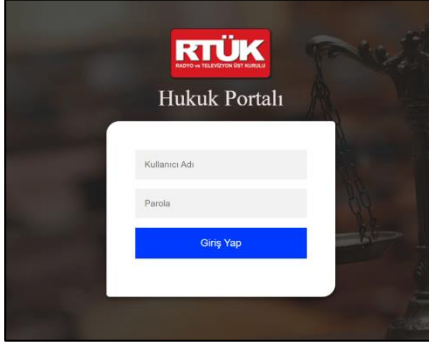 RTÜK
RADYO ve TELEVİZYON ÜST KURULU
Hukuk Portalı
Kullanıcı Adı
Parola
Giriş Yap